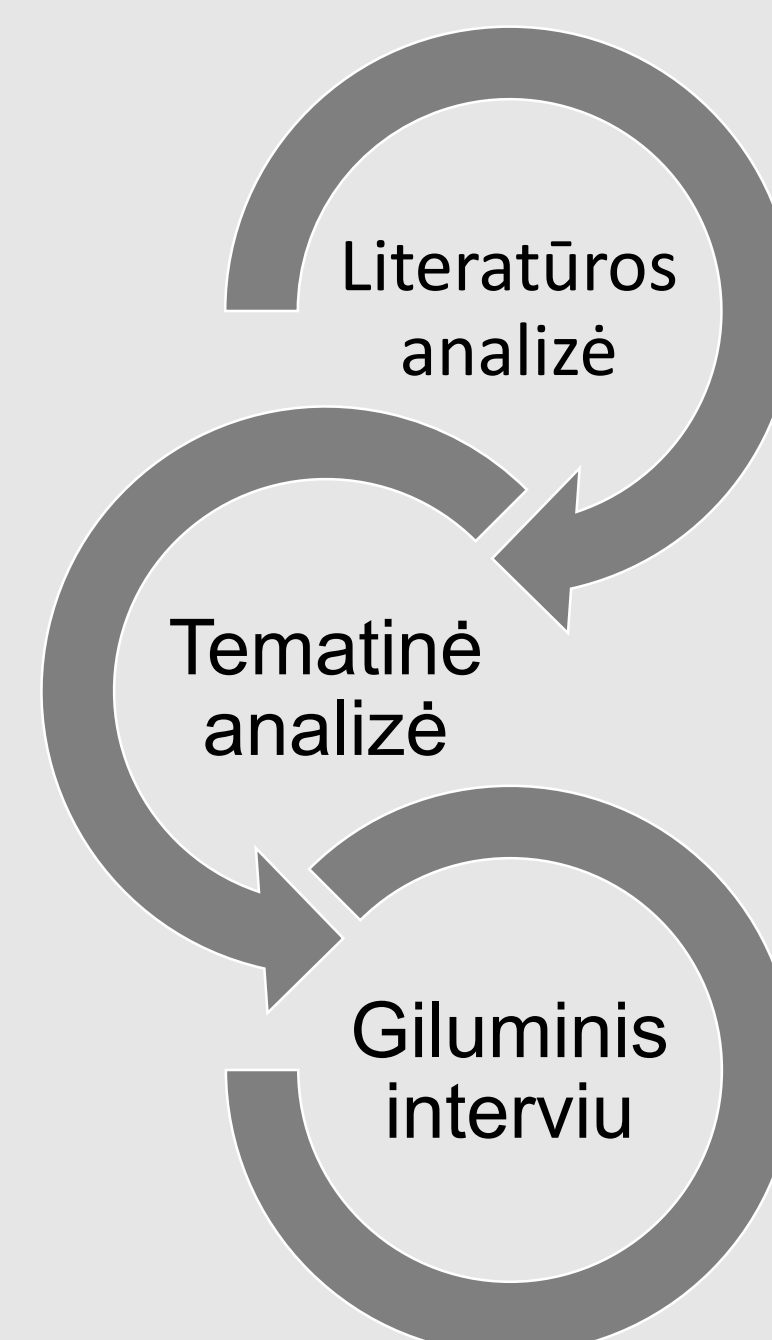 Literatūros
analizė
Tematinė
analizė
Giluminis
interviu